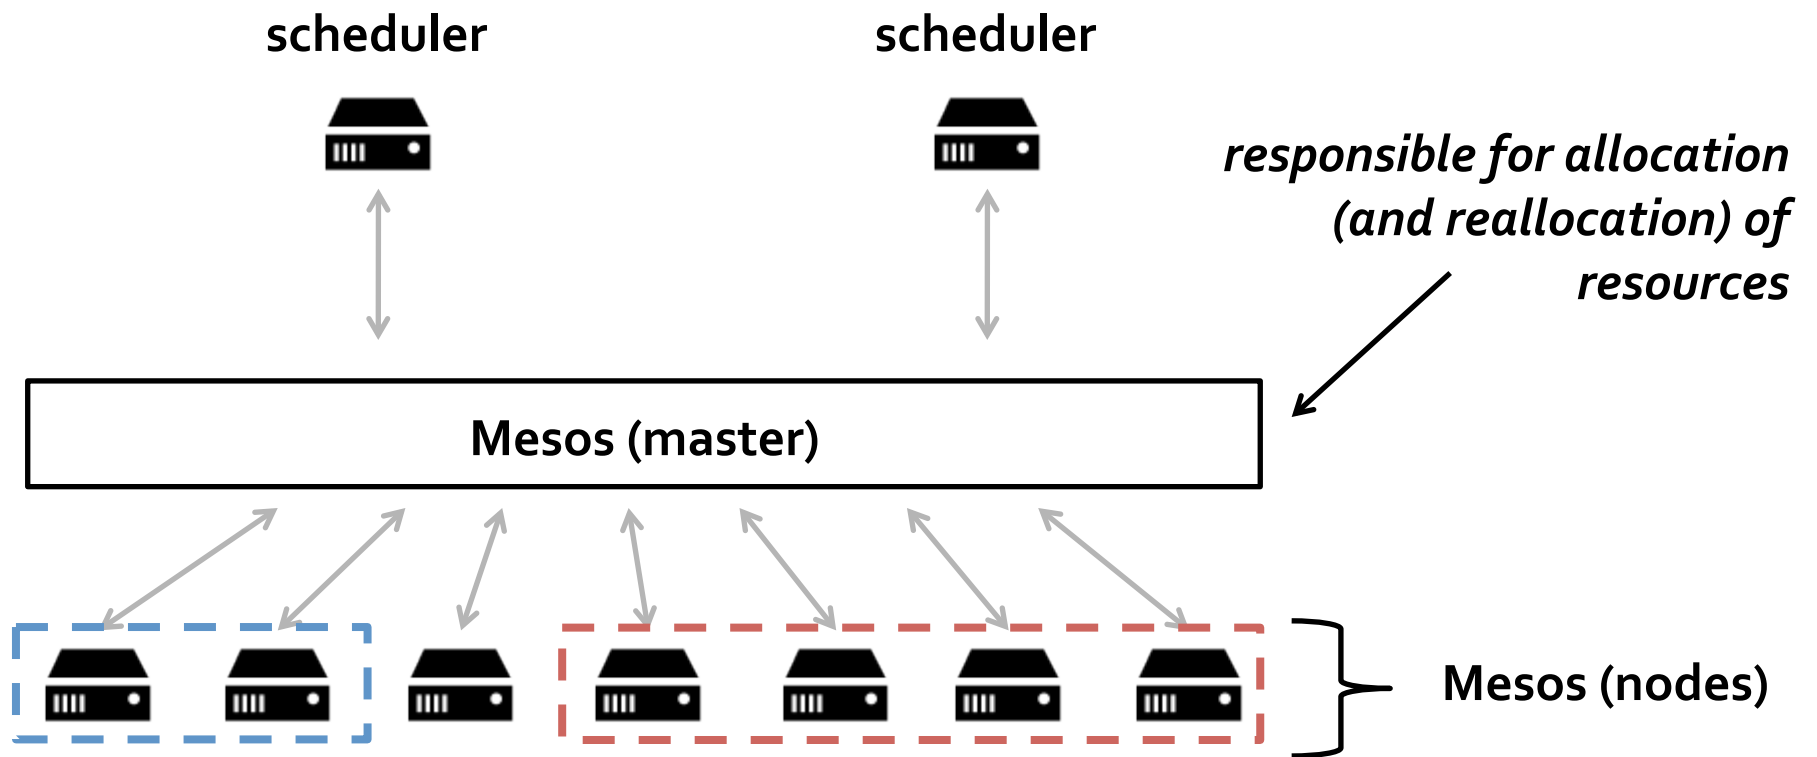 scheduler
scheduler
responsible for allocation
(and reallocation) of
resources
Mesos (master)
Mesos (nodes)